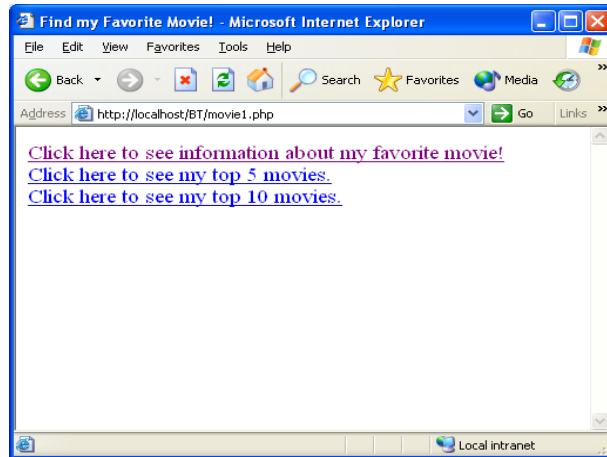 Find my Favorite Movie! - Microsoft Internet Explorer
File Edit View Favorites Tools Help
Back Search Favorites Media
Address http://localhost/BT/movie1.php Go Links
Click here to see information about my favorite movie!
Click here to see my top 5 movies.
Click here to see my top 10 movies.
Local intranet